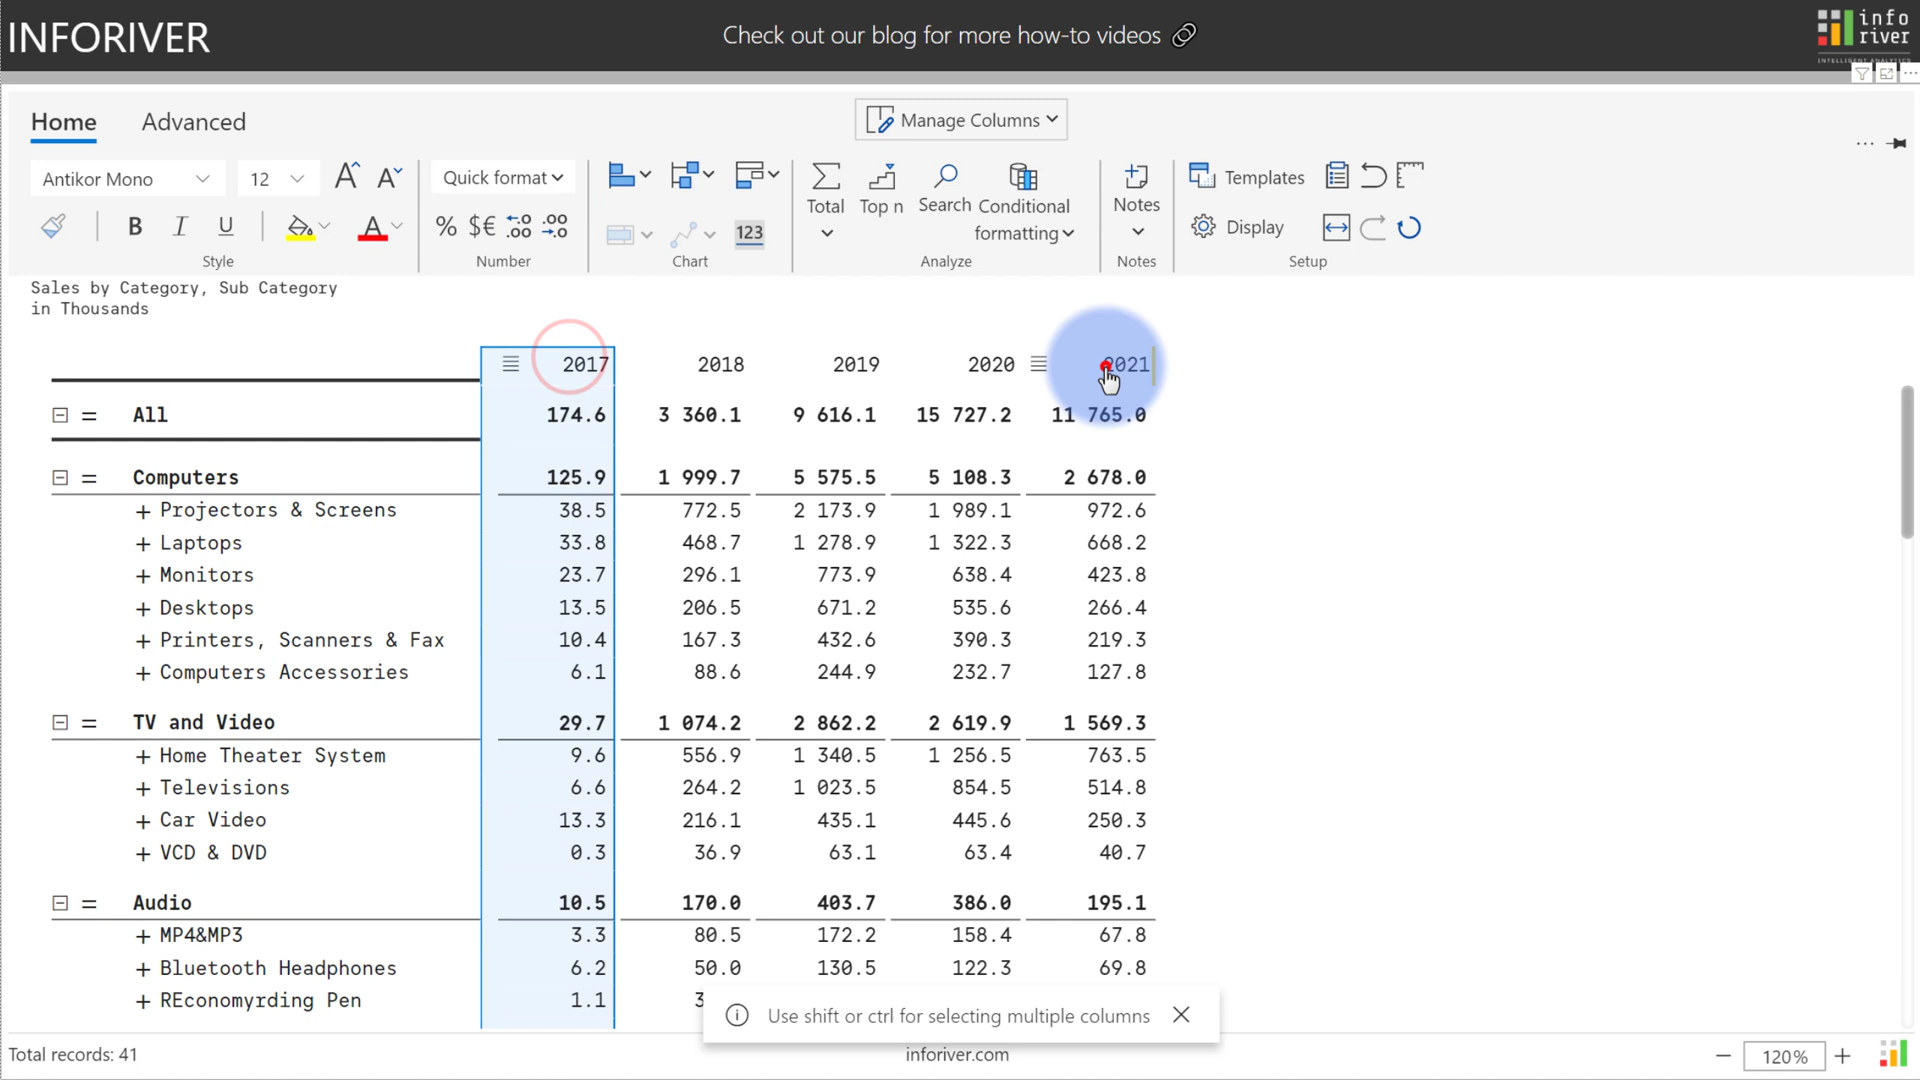 INFORIVER
Check out our blog for more how-to videos
info
river
INTELLIGENT ANALYTICS
Home Advanced
Manage Columns
Antikor Mono 12 Quick format
Templates
Total Top n Search Conditional
formatting
Notes
B I U A % $€ .00 .00 123
Display
Style Number Chart Analyze Notes Setup
Sales by Category, Sub Category
in Thousands
2017 2018 2019 2020 2021
All 174.6 3 360.1 9 616.1 15 727.2 11 765.0
Computers 125.9 1 999.7 5 575.5 5 108.3 2 678.0
+ Projectors & Screens 38.5 772.5 2 173.9 1 989.1 972.6
+ Laptops 33.8 468.7 1 278.9 1 322.3 668.2
+ Monitors 23.7 296.1 773.9 638.4 423.8
+ Desktops 13.5 206.5 671.2 535.6 266.4
+ Printers, Scanners & Fax 10.4 167.3 432.6 390.3 219.3
+ Computers Accessories 6.1 88.6 244.9 232.7 127.8
TV and Video 29.7 1 074.2 2 862.2 2 619.9 1 569.3
+ Home Theater System 9.6 556.9 1 340.5 1 256.5 763.5
+ Televisions 6.6 264.2 1 023.5 854.5 514.8
+ Car Video 13.3 216.1 435.1 445.6 250.3
+ VCD & DVD 0.3 36.9 63.1 63.4 40.7
Audio 10.5 170.0 403.7 386.0 195.1
+ MP4&MP3 3.3 80.5 172.2 158.4 67.8
+ Bluetooth Headphones 6.2 50.0 130.5 122.3 69.8
+ REconomyrding Pen 1.1 3
Use shift or ctrl for selecting multiple columns
Total records: 41 inforiver.com 120%